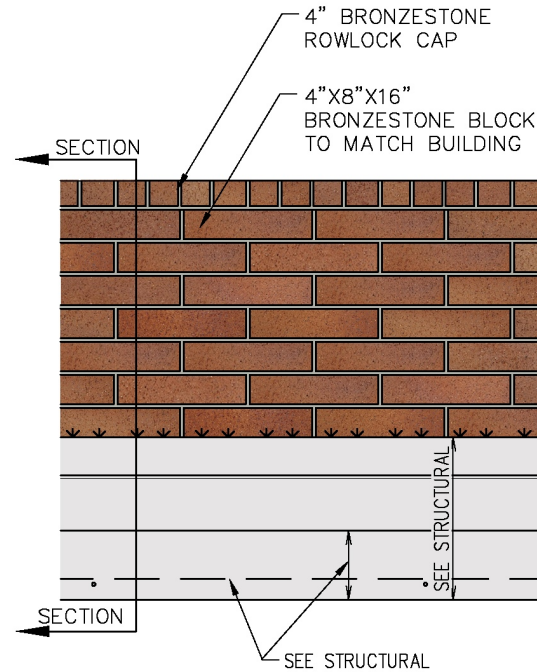 4” BRONZESTONE
ROWLOCK CAP
4”X8”X16”
BRONZESTONE BLOCK
TO MATCH BUILDING
SECTION
SEE STRUCTURAL
SECTION
SEE STRUCTURAL